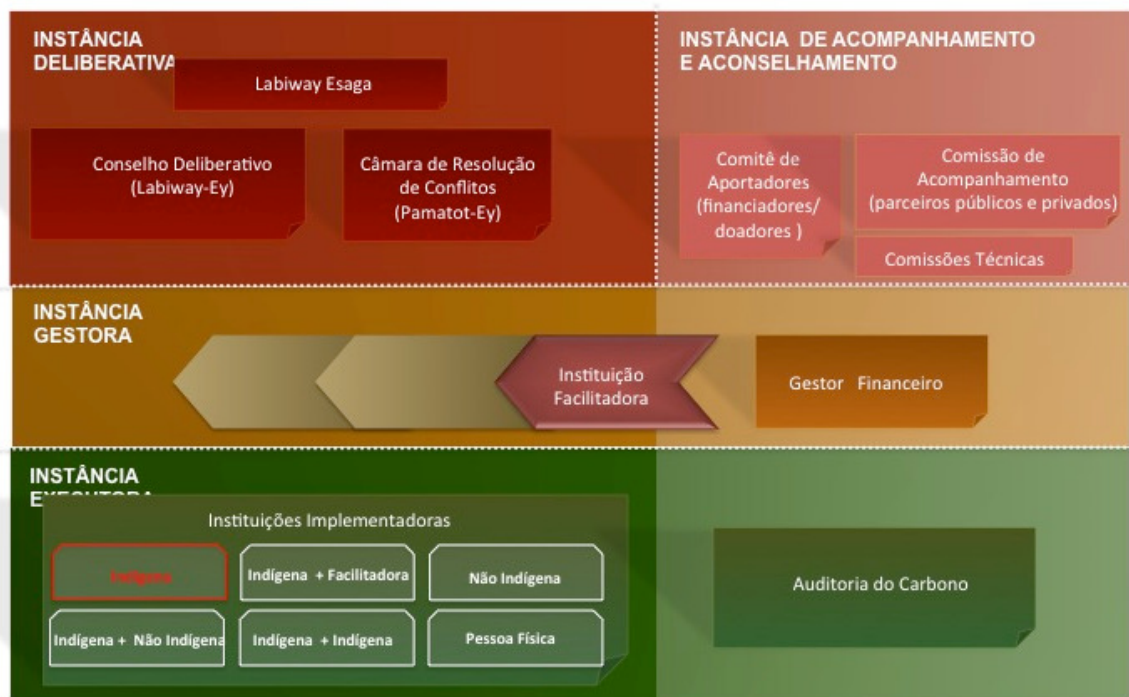 INSTÂNCIA
DELIBERATIVA
Labiway Esaga
Conselho Deliberativo
(Labiway-Ey)
Câmara de Resolução
de Conflitos
(Pamatot-Ey)
INSTÂNCIA DE ACOMPANHAMENTO
E ACONSELHAMENTO
Comitê de
Aportadores
(financiadores/
doadores )
Comissão de
Acompanhamento
(parceiros públicos e privados)
Comissões Técnicas
INSTÂNCIA
GESTORA
Instituição
Facilitadora
Gestor Financeiro
INSTÂNCIA
EXECUTORA
Instituições Implementadoras
Indígena
Indígena + Facilitadora
Não Indígena
Indígena + Não Indígena
Indígena + Indígena
Pessoa Física
Auditoria do Carbono